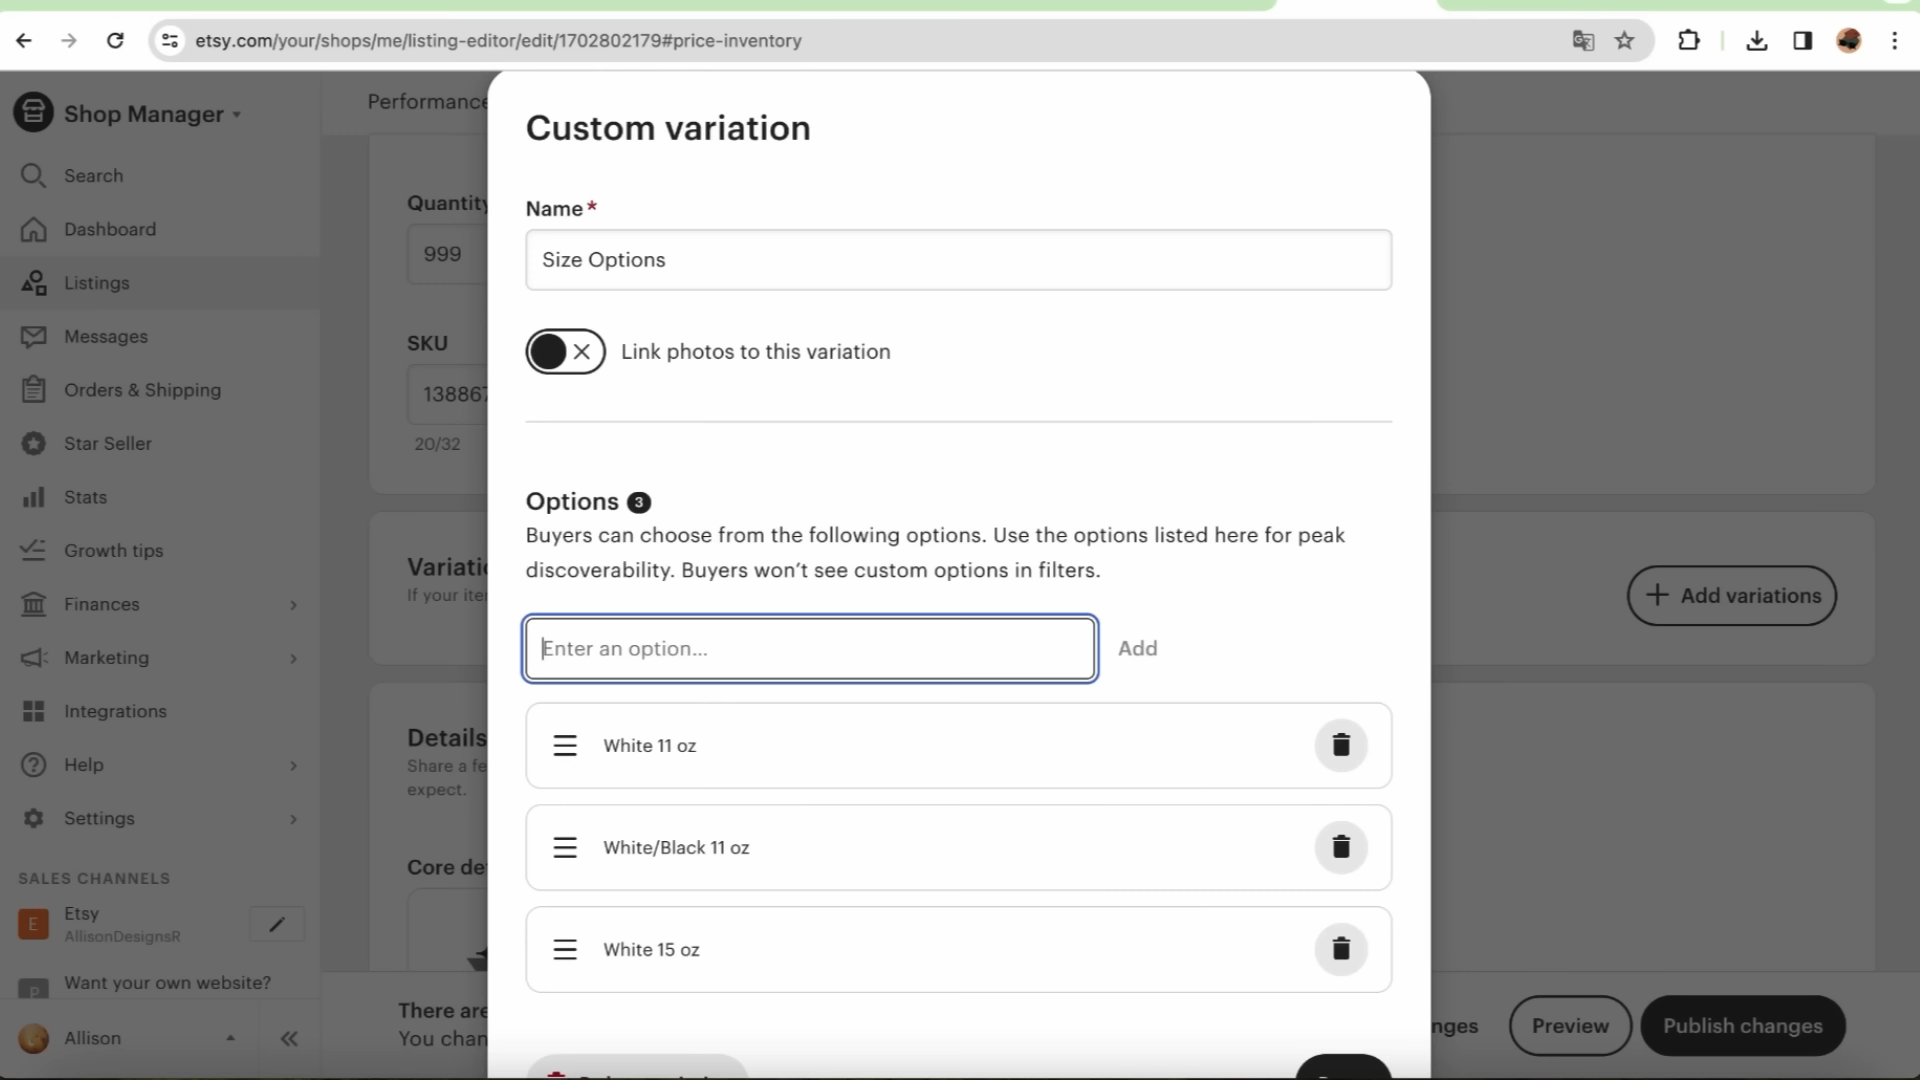 etsy.com/your/shops/me/listing-editor/edit/1702802179#price-inventory
Shop Manager
Search
Dashboard
Listings
Messages
Orders & Shipping
Star Seller
Stats
Growth tips
Finances
Marketing
Integrations
Help
Settings
SALES CHANNELS
E
Etsy
AllisonDesignsR
P
Want your own website?
Allison
Performance
Quantity
999
SKU
138867
20/32
Variatio
If your ite
Details
Share a fe
expect.
Core de
There are
You chan
Custom variation
Name*
Size Options
Link photos to this variation
Options 3
Buyers can choose from the following options. Use the options listed here for peak
discoverability. Buyers won’t see custom options in filters.
Enter an option...
Add
White 11 oz
White/Black 11 oz
White 15 oz
+ Add variations
nges
Preview
Publish changes